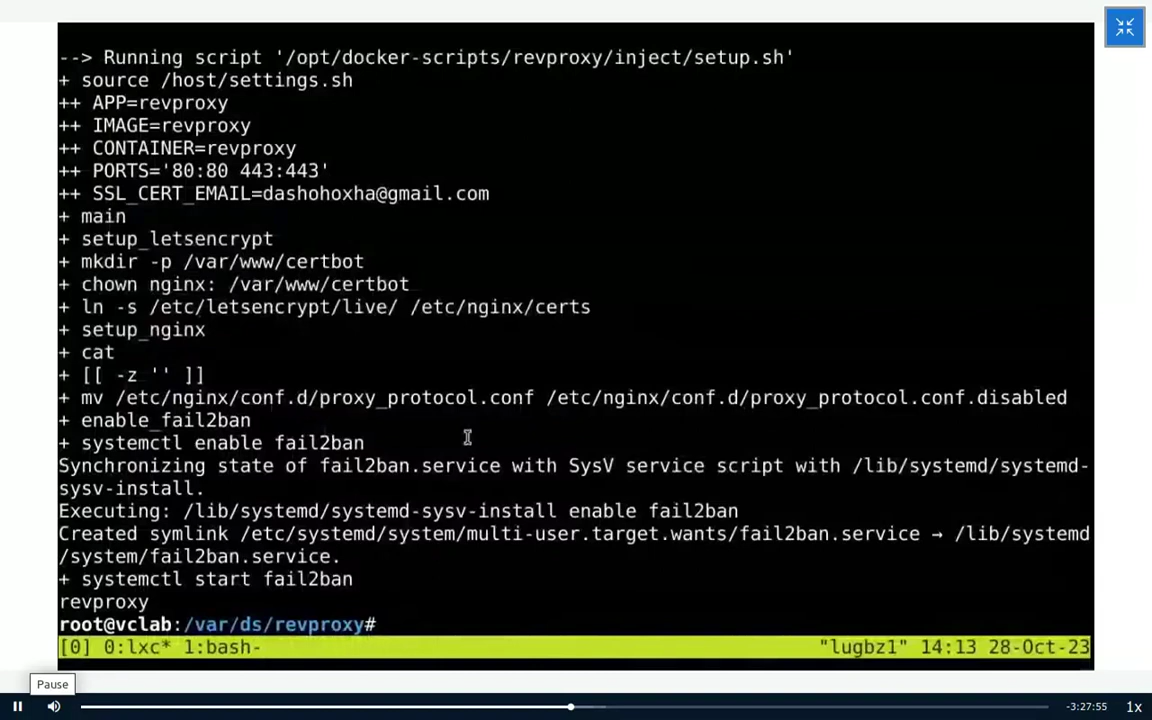 --> Running script '/opt/docker-scripts/revproxy/inject/setup.sh'
+ source /host/settings.sh
++ APP=revproxy
++ IMAGE=revproxy
++ CONTAINER=revproxy
++ PORTS='80:80 443:443'
++ SSL_CERT_EMAIL=dashohoxha@gmail.com
+ main
+ setup_letsencrypt
+ mkdir -p /var/www/certbot
+ chown nginx: /var/www/certbot
+ ln -s /etc/letsencrypt/live/ /etc/nginx/certs
+ setup_nginx
+ cat
+ [[ -z '' ]]
+ mv /etc/nginx/conf.d/proxy_protocol.conf /etc/nginx/conf.d/proxy_protocol.conf.disabled
+ enable_fail2ban
+ systemctl enable fail2ban
Synchronizing state of fail2ban.service with SysV service script with /lib/systemd/systemd-
sysv-install.
Executing: /lib/systemd/systemd-sysv-install enable fail2ban
Created symlink /etc/systemd/system/multi-user.target.wants/fail2ban.service → /lib/systemd
/system/fail2ban.service.
+ systemctl start fail2ban
revproxy
root@vclab:/var/ds/revproxy#
[0] 0:lxc* 1:bash- "lugbz1" 14:13 28-Oct-23
Pause
-3:27:55 1x